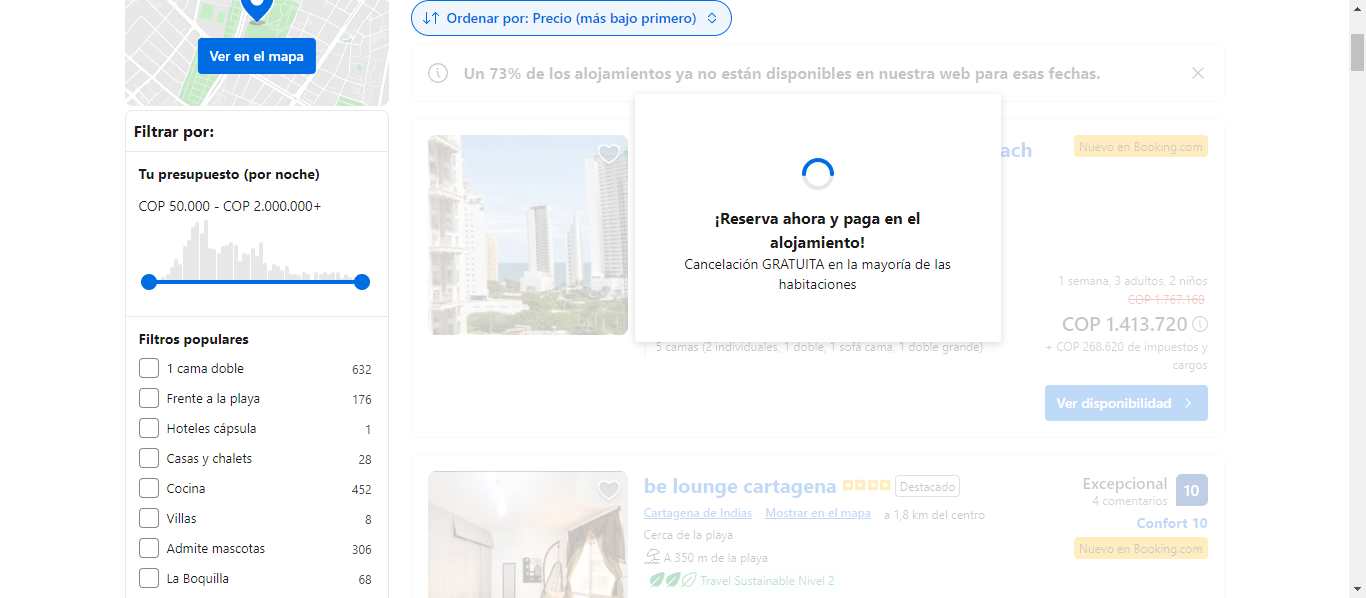 Ver en el mapa
Filtrar por:
Tu presupuesto (por noche)
COP 50.000 - COP 2.000.000+
Filtros populares
1 cama doble 632
Frente a la playa 176
Hoteles cápsula 1
Casas y chalets 28
Cocina 452
Villas 8
Admite mascotas 306
La Boquilla 68
Ordenar por: Precio (más bajo primero)
Un 73% de los alojamientos ya no están disponibles en nuestra web para esas fechas.
¡Reserva ahora y paga en el
alojamiento!
Cancelación GRATUITA en la mayoría de las
habitaciones
ach
Nuevo en Booking.com
1 semana, 3 adultos, 2 niños
COP 1.767.160
COP 1.413.720
5 camas (2 individuales, 1 doble, 1 sofá cama, 1 doble grande)
+ COP 268.620 de impuestos y
cargos
Ver disponibilidad
be lounge cartagena Destacado
Cartagena de Indias Mostrar en el mapa a 1,8 km del centro
Cerca de la playa
A 350 m de la playa
Travel Sustainable Nivel 2
Excepcional 10
4 comentarios
Confort 10
Nuevo en Booking.com